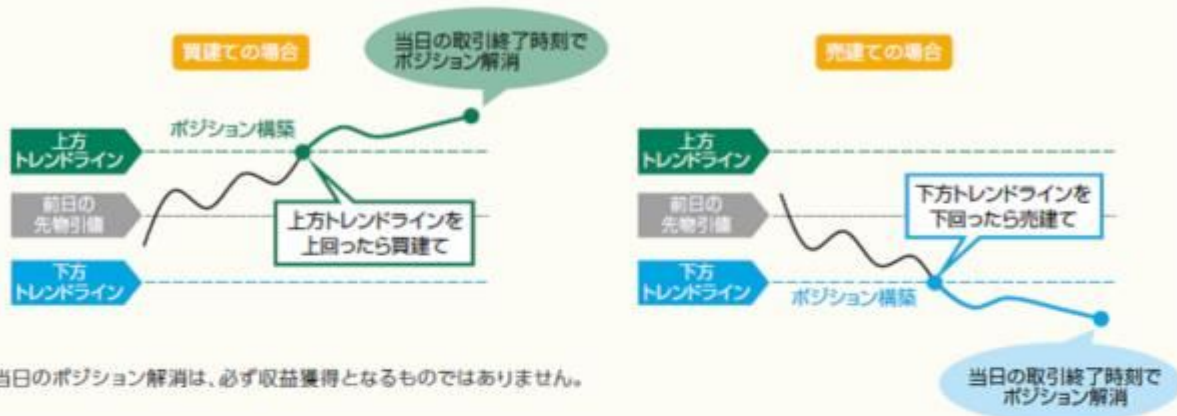 買建ての場合
当日の取引終了時刻で
ポジション解消
上方
トレンドライン
ポジション構築
前日の
先物引値
上方トレンドラインを
上回ったら買建て
下方
トレンドライン
売建ての場合
上方
トレンドライン
前日の
先物引値
下方トレンドラインを
下回ったら売建て
下方
トレンドライン
ポジション構築
当日の取引終了時刻で
ポジション解消
当日のポジション解消は、必ず収益獲得となるものではありません。